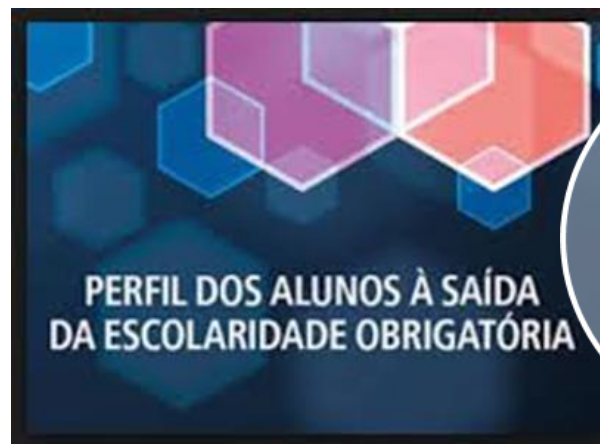 PERFIL DOS ALUNOS À SAÍDA
DA ESCOLARIDADE OBRIGATÓRIA